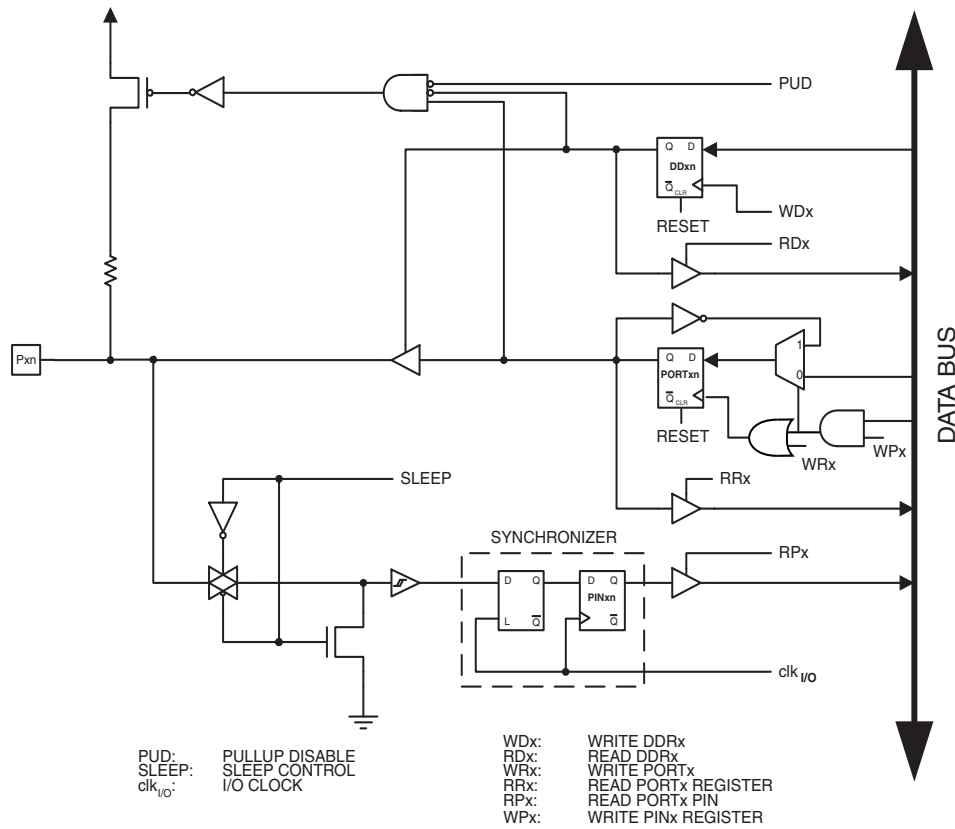 PUD
Q D
DDxn
Q CLR
WDx
RESET
RDx
Pxn
1
Q D
0
PORTxn
Q CLR
RESET
WRx
WPx
DATA BUS
SLEEP
RRx
SYNCHRONIZER
RPx
D Q
D Q
PINxn
L Q
Q
clk I/O
PUD: PULLUP DISABLE
SLEEP: SLEEP CONTROL
clkI/O: I/O CLOCK
WDx: WRITE DDRx
RDx: READ DDRx
WRx: WRITE PORTx
RRx: READ PORTx REGISTER
RPx: READ PORTx PIN
WPx: WRITE PINx REGISTER